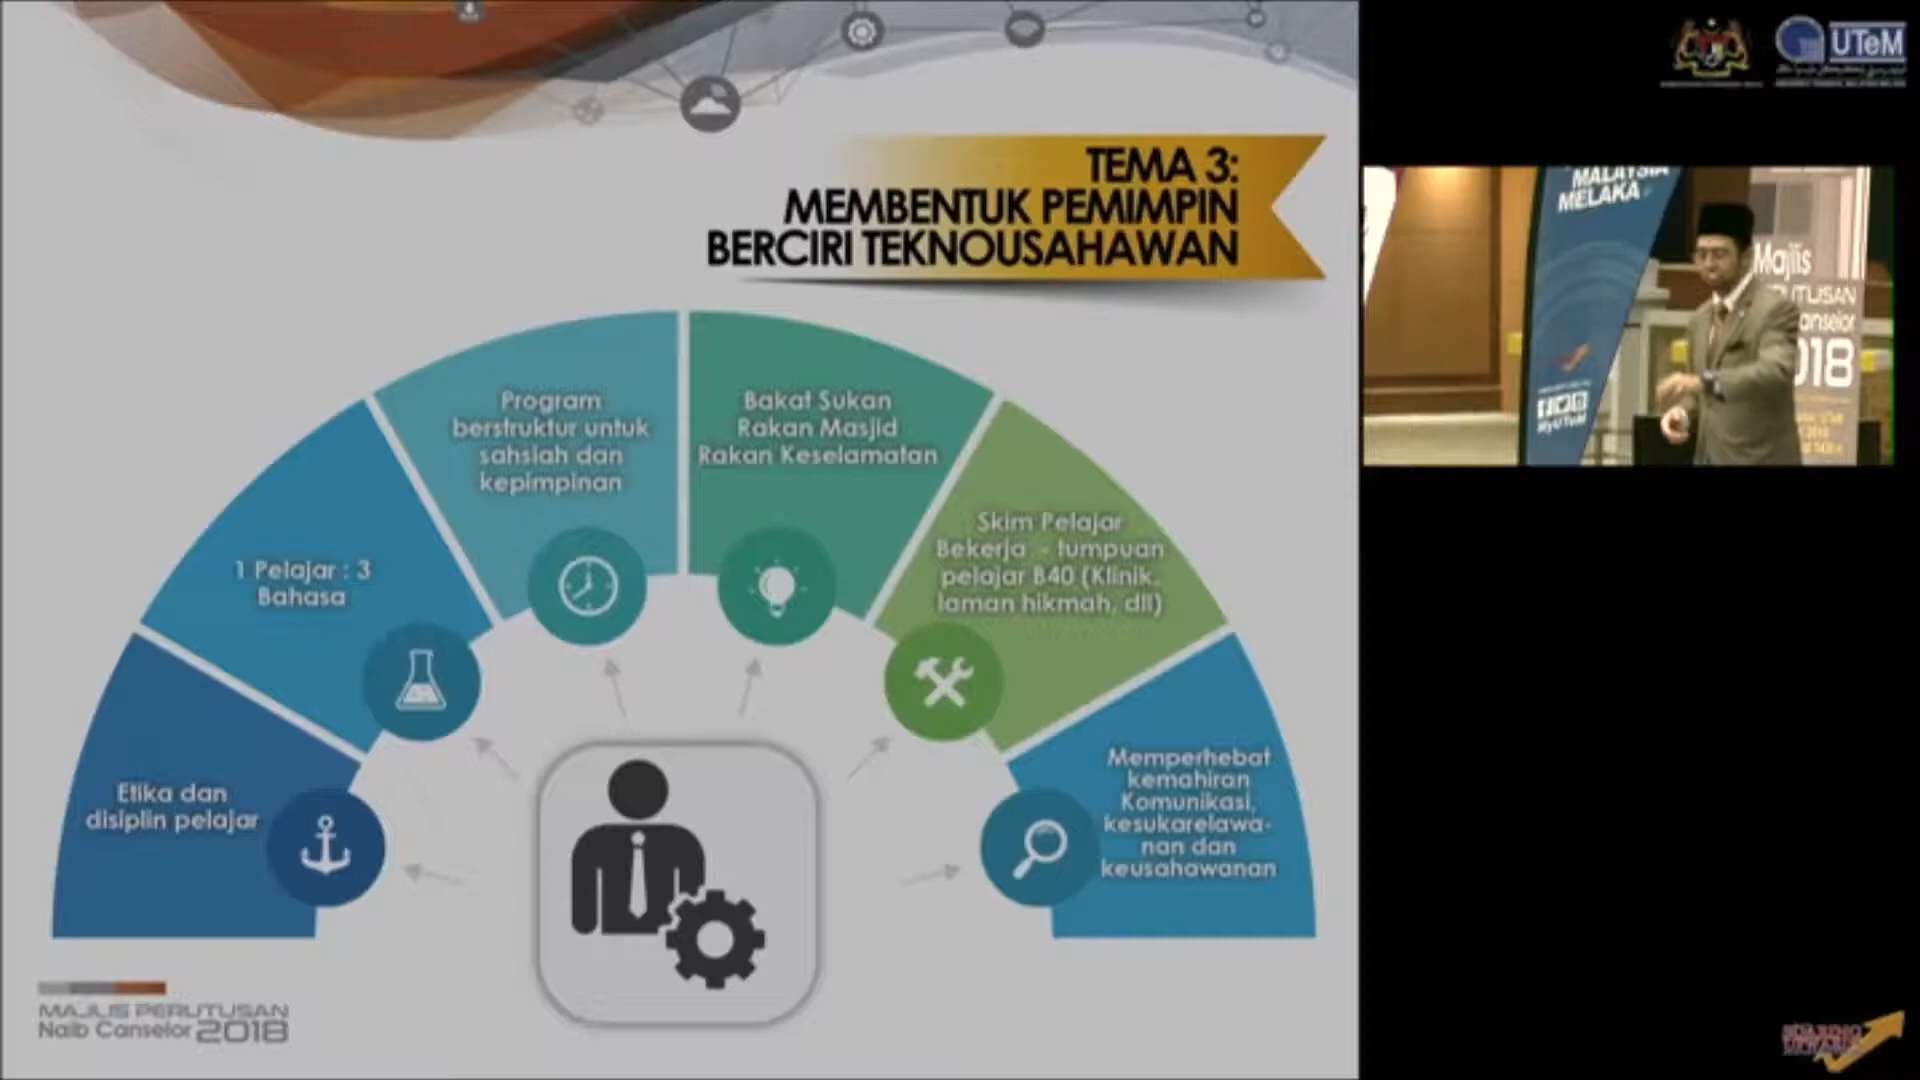 TEMA 3:
MEMBENTUK PEMIMPIN
BERCIRI TEKNOUSAHAWAN
Program
berstruktur untuk
sahsiah dan
kepimpinan
Bakat Sukan
Rakan Masjid
Rakan Keselamatan
1 Pelajar : 3
Bahasa
Skim Pelajar
Bekerja - tumpuan
pelajar B40 (Klinik,
laman hikmah, dll)
Etika dan
disiplin pelajar
Memperhebat
kemahiran
Komunikasi,
kesukarelawa-
nan dan
keusahawanan
MAJLIS PERUTUSAN
Naib Canselor 2018
UTeM
MALAYSIA
MELAKA
MyUTeM
Majlis
018